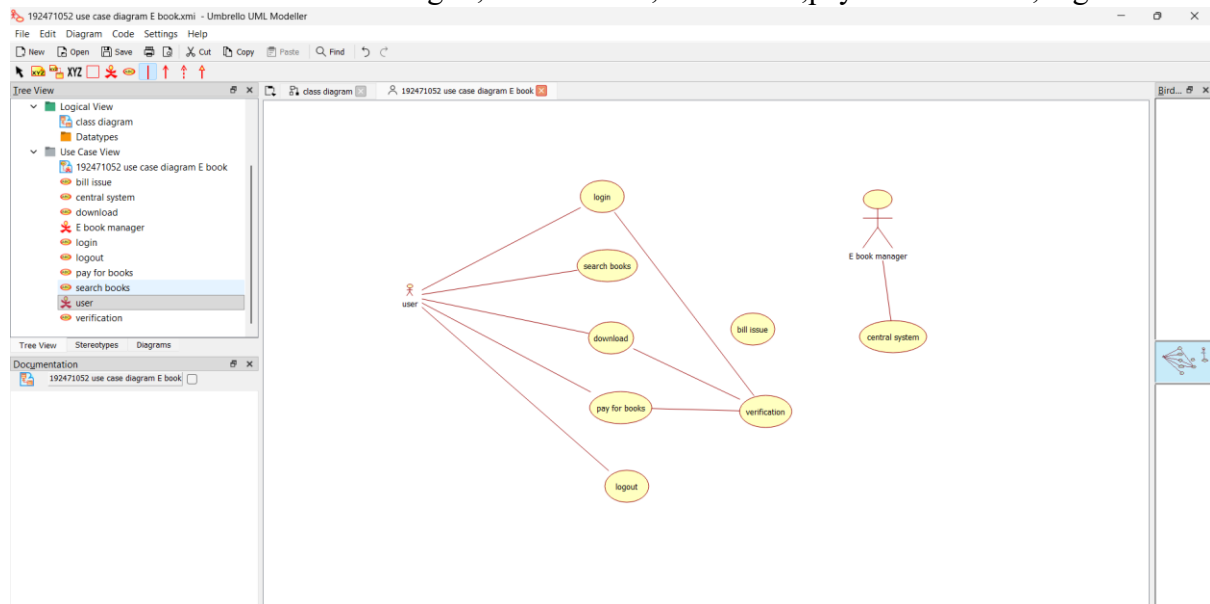 192471052 use case diagram E book.xmi - Umbrello UML Modeller
File Edit Diagram Code Settings Help
New Open Save Cut Copy Paste Find
XYZ
Tree View
class diagram 192471052 use case diagram E book
Bird...
Logical View
class diagram
Datatypes
Use Case View
192471052 use case diagram E book
bill issue
central system
download
E book manager
login
logout
pay for books
search books
user
verification
Tree View Stereotypes Diagrams
Documentation
192471052 use case diagram E book
login
E book manager
search books
user
bill issue
download
central system
pay for books
verification
logout